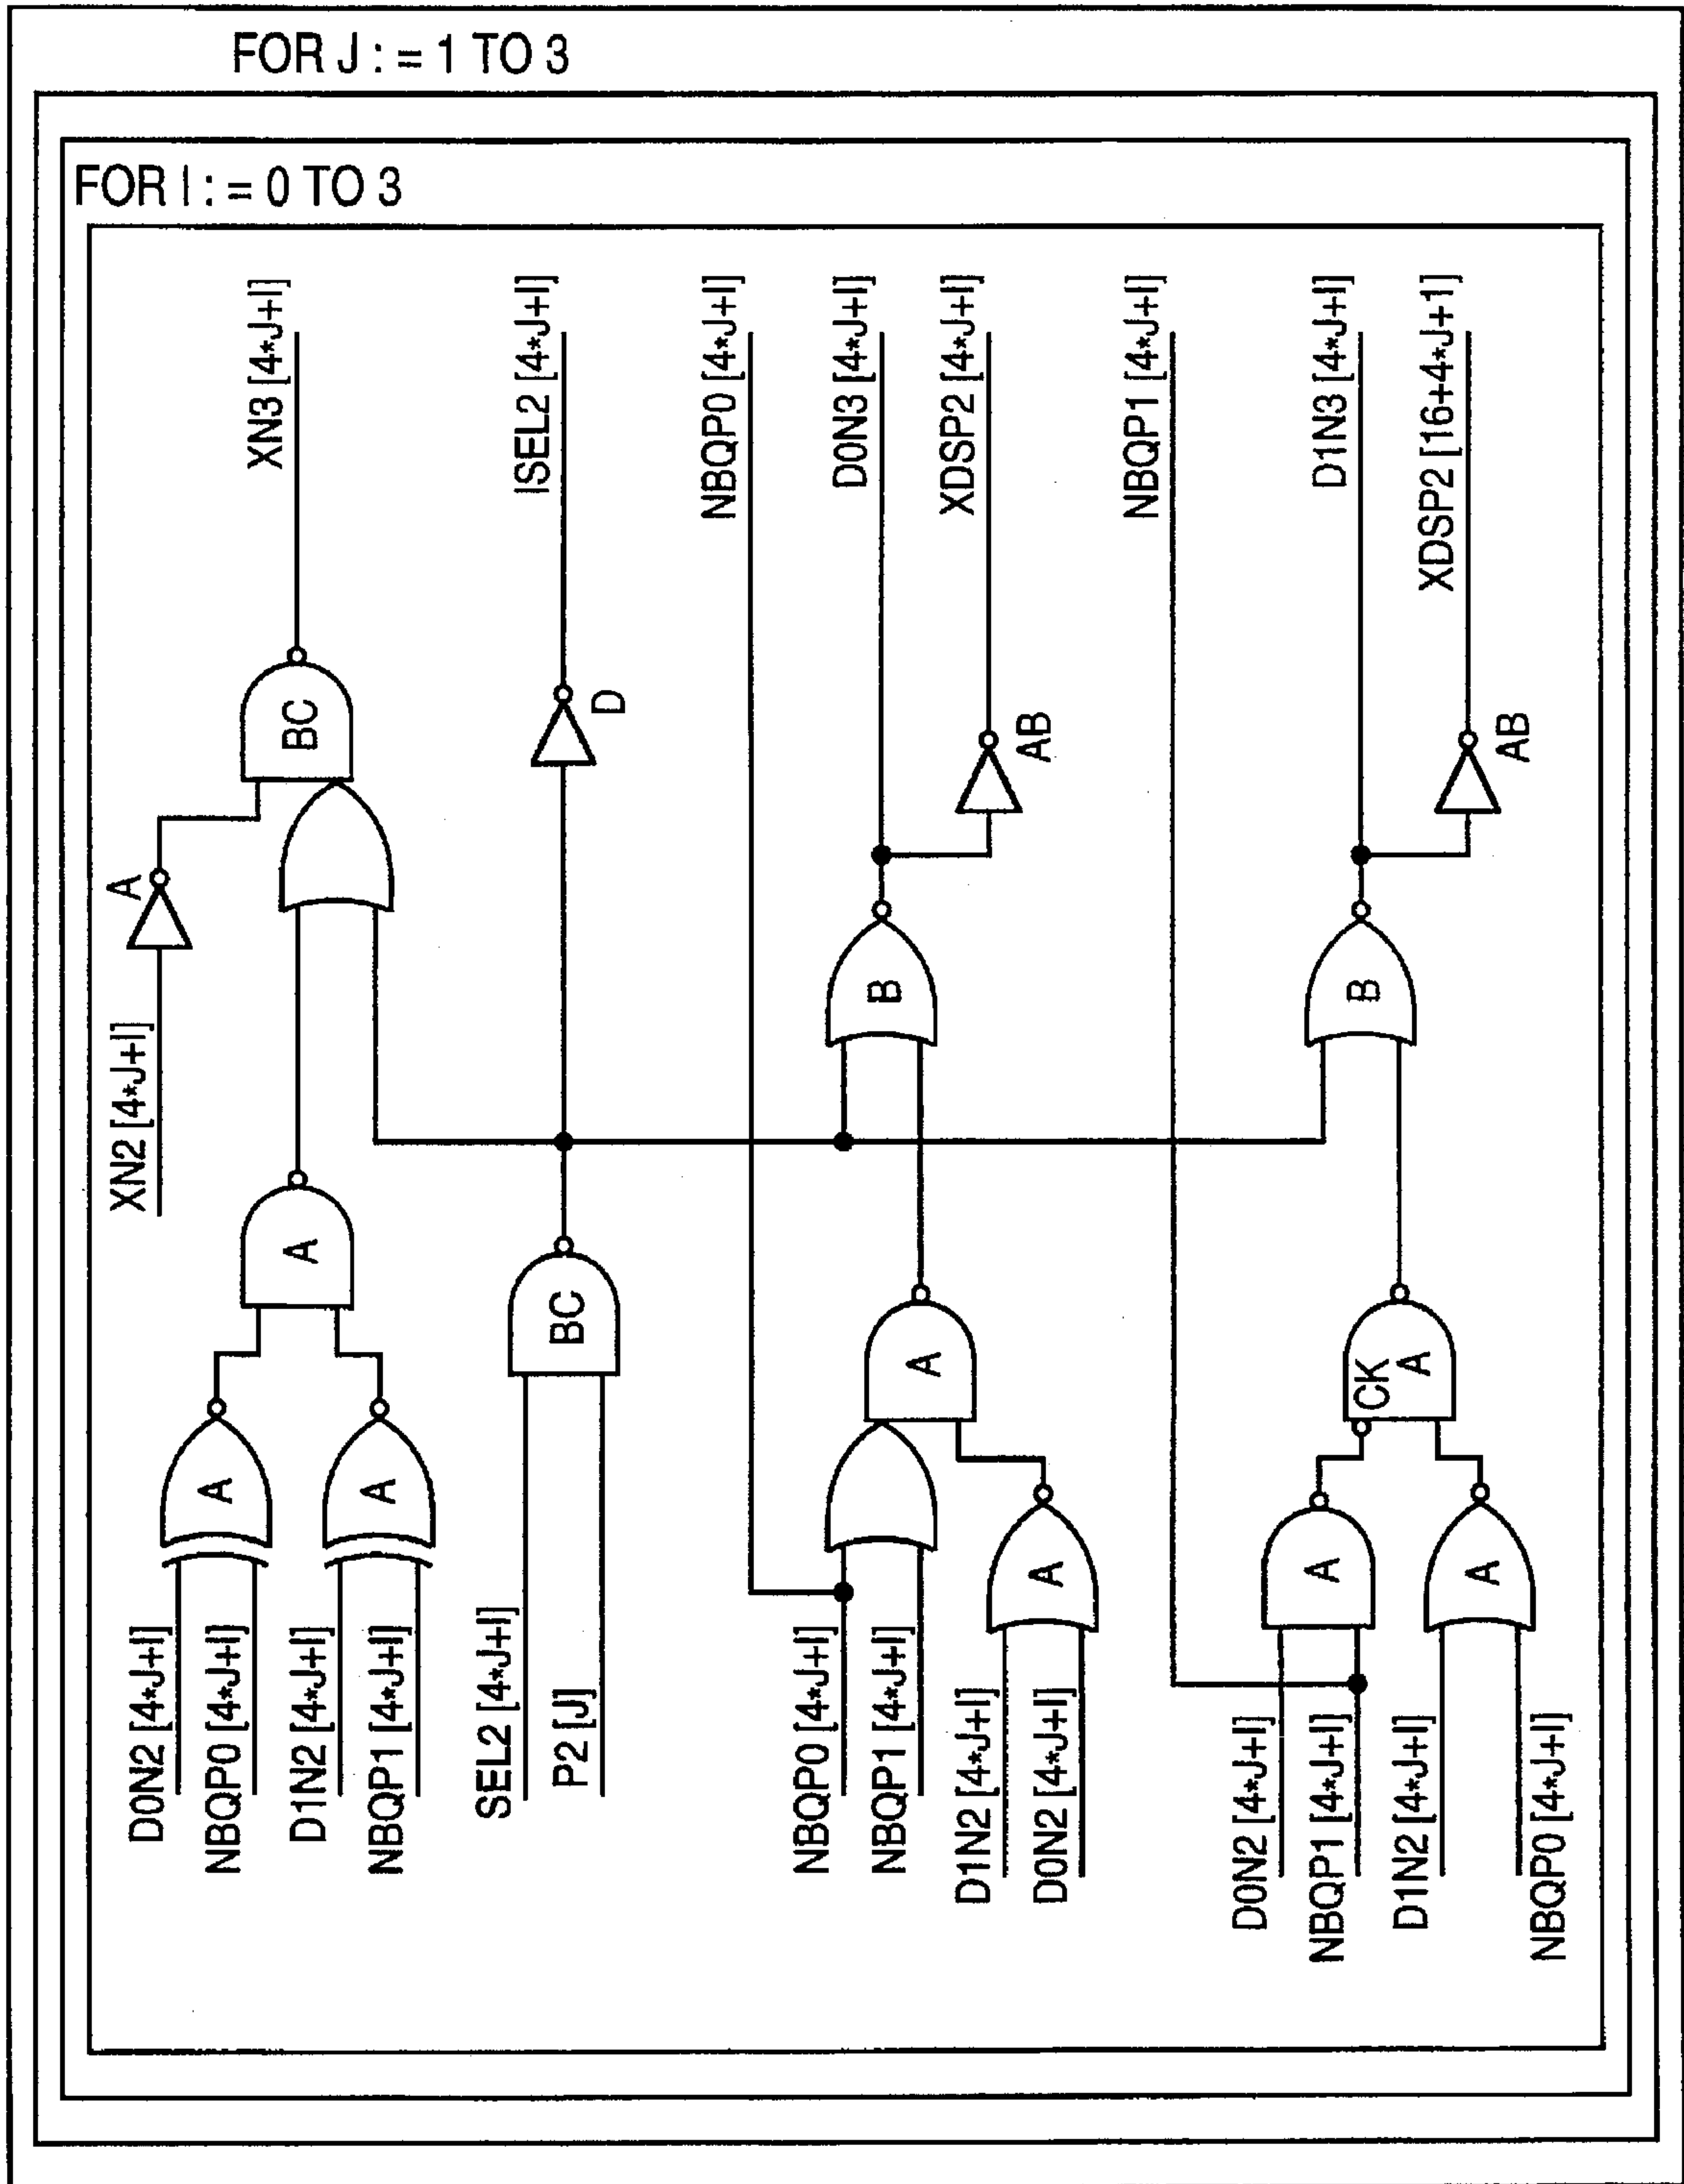 FOR J : = 1 TO 3
FOR I : = 0 TO 3
XN3 [4*J+I]
ISEL2 [4*J+I]
NBQP0 [4*J+I]
D0N3 [4*J+I]
XDSP2 [4*J+I]
NBQP1 [4*J+I]
D1N3 [4*J+I]
XDSP2 [16+4*J+1]
BC
D
AB
AB
A
XN2 [4*J+I]
B
B
A
BC
A
CK
A
A
A
A
A
A
D0N2 [4*J+I]
NBQP0 [4*J+I]
D1N2 [4*J+I]
NBQP1 [4*J+I]
SEL2 [4*J+I]
P2 [J]
NBQP0 [4*J+I]
NBQP1 [4*J+I]
D1N2 [4*J+I]
D0N2 [4*J+I]
D0N2 [4*J+I]
NBQP1 [4*J+I]
D1N2 [4*J+I]
NBQP0 [4*J+I]